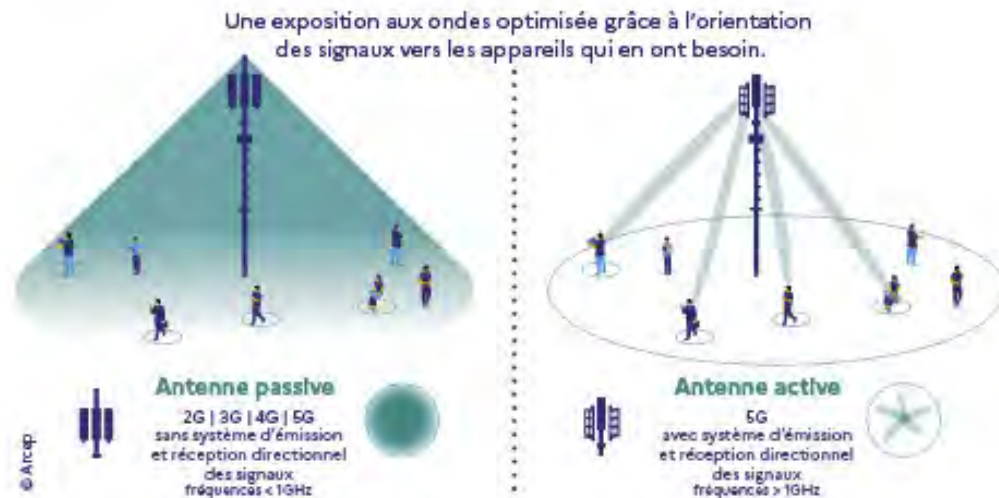 Une exposition aux ondes optimisée grâce à l'orientation
des signaux vers les appareils qui en ont besoin.
Antenne passive
2G | 3G | 4G | 5G
sans système d'émission
et réception directionnel
des signaux
fréquences < 1GHz
Antenne active
5G
avec système d'émission
et réception directionnel
des signaux
fréquences > 1GHz
© Arcep